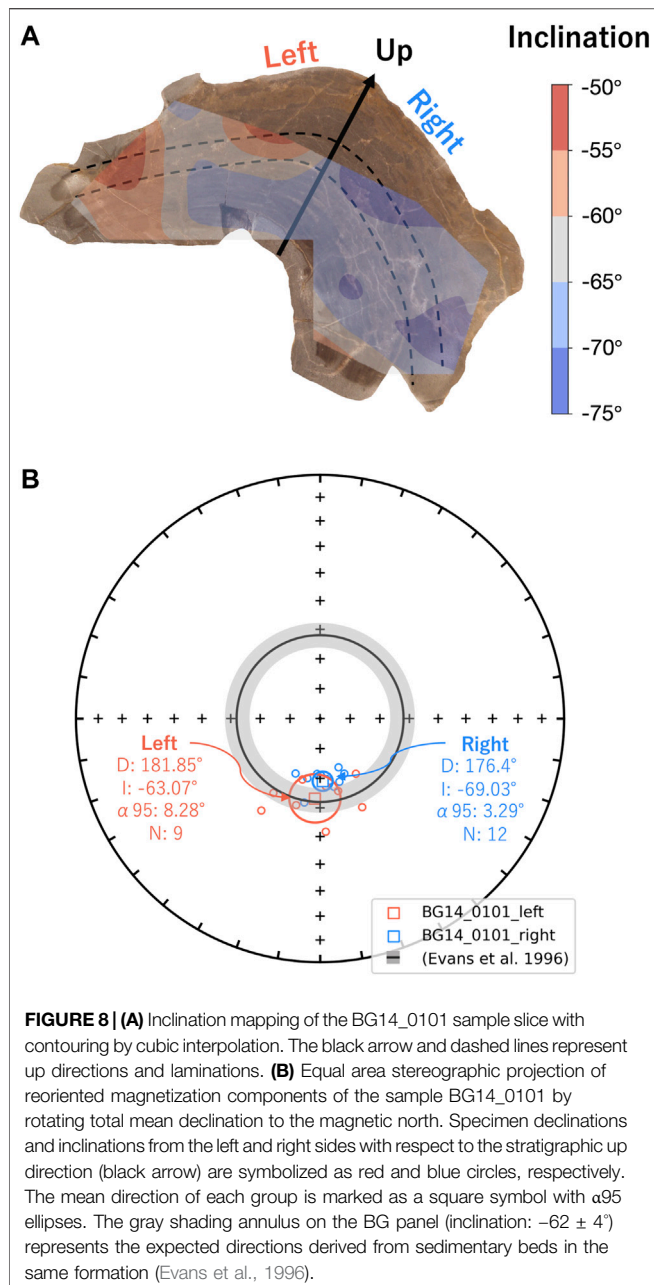 A
Left
Up
Right
Inclination
-50°
-55°
-60°
-65°
-70°
-75°
B
Left
D: 181.85°
I: -63.07°
α 95: 8.28°
N: 9
Right
D: 176.4°
I: -69.03°
α 95: 3.29°
N: 12
BG14_0101_left
BG14_0101_right
(Evans et al. 1996)
FIGURE 8 | (A) Inclination mapping of the BG14_0101 sample slice with
contouring by cubic interpolation. The black arrow and dashed lines represent
up directions and laminations. (B) Equal area stereographic projection of
reoriented magnetization components of the sample BG14_0101 by
rotating total mean declination to the magnetic north. Specimen declinations
and inclinations from the left and right sides with respect to the stratigraphic up
direction (black arrow) are symbolized as red and blue circles, respectively.
The mean direction of each group is marked as a square symbol with α95
ellipses. The gray shading annulus on the BG panel (inclination: −62 ± 4°)
represents the expected directions derived from sedimentary beds in the
same formation (Evans et al., 1996).